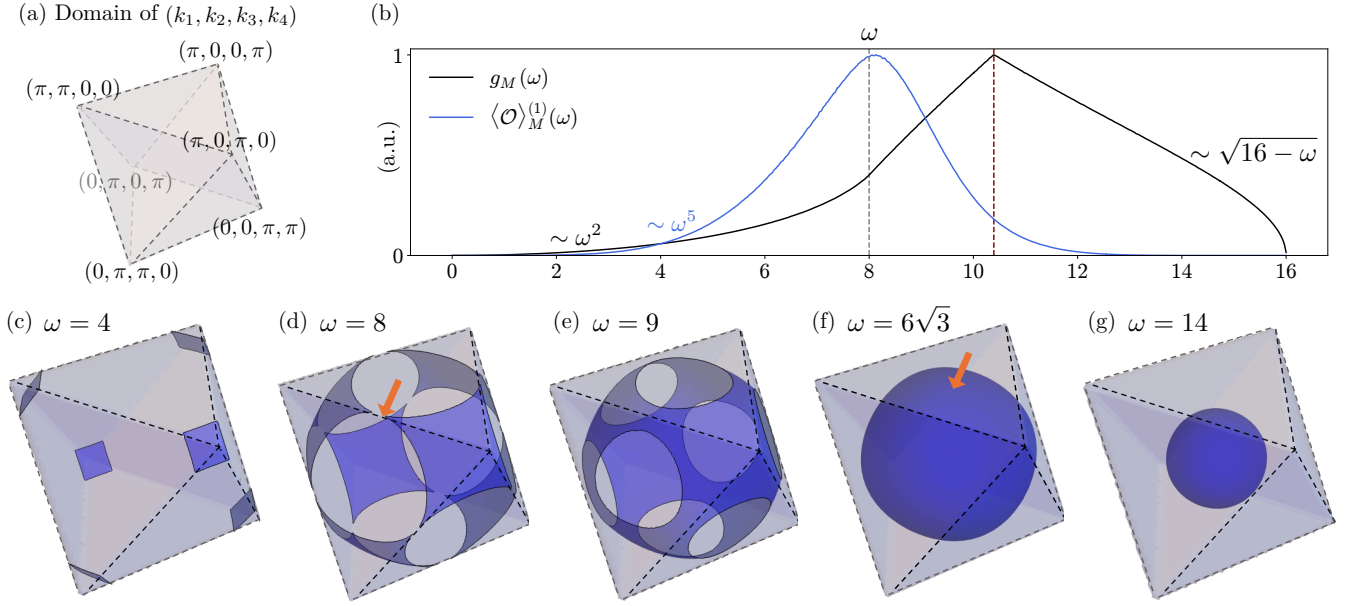 (a) Domain of (k₁, k₂, k₃, k₄)
(π, 0, 0, π)
(π, π, 0, 0)
(π, 0, π, 0)
(0, π, 0, π)
(0, 0, π, π)
(0, π, π, 0)
(b)
ω
1
0
(a.u.)
g_M(ω)
⟨𝒪⟩_M^(1)(ω)
∼ ω²
∼ ω⁵
∼ √(16 − ω)
0 2 4 6 8 10 12 14 16
(c) ω = 4
(d) ω = 8
(e) ω = 9
(f) ω = 6√3
(g) ω = 14